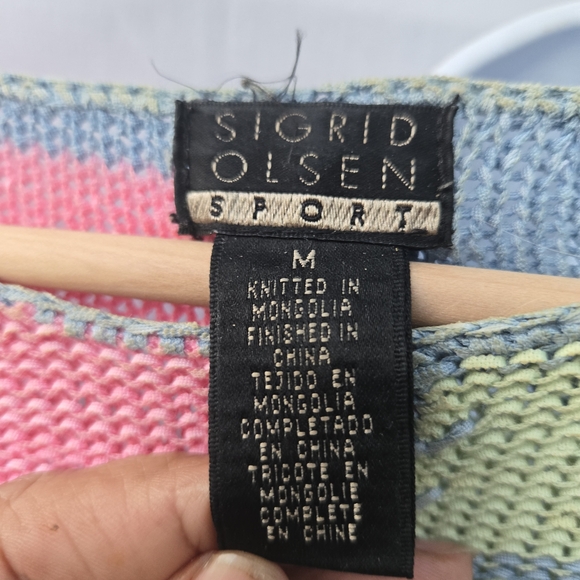 SIGRID
OLSEN
SPORT
M
KNITTED IN
MONGOLIA
FINISHED IN
CHINA
TEJIDO EN
MONGOLIA
COMPLETADO
EN CHINA
TRICOTE EN
MONGOLIE
COMPLETE
EN CHINE